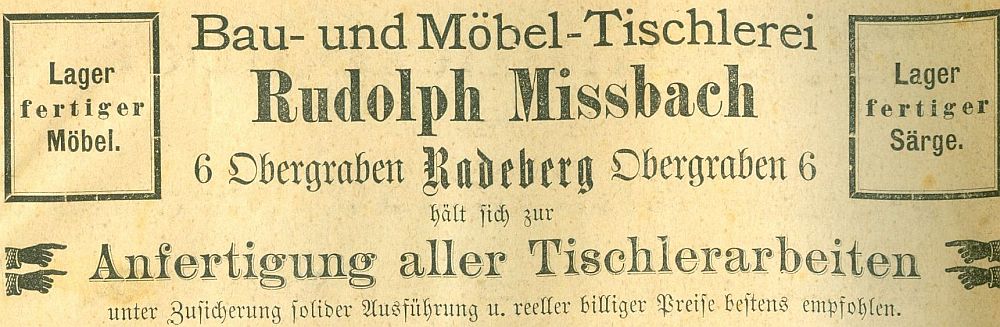 Bau- und Möbel-Tischlerei
Rudolph Missbach
6 Obergraben Radeberg Obergraben 6
hält sich zur
Anfertigung aller Tischlerarbeiten
unter Zusicherung solider Ausführung u. reeller billiger Preise bestens empfohlen.
Lager
fertiger
Möbel.
Lager
fertiger
Särge.